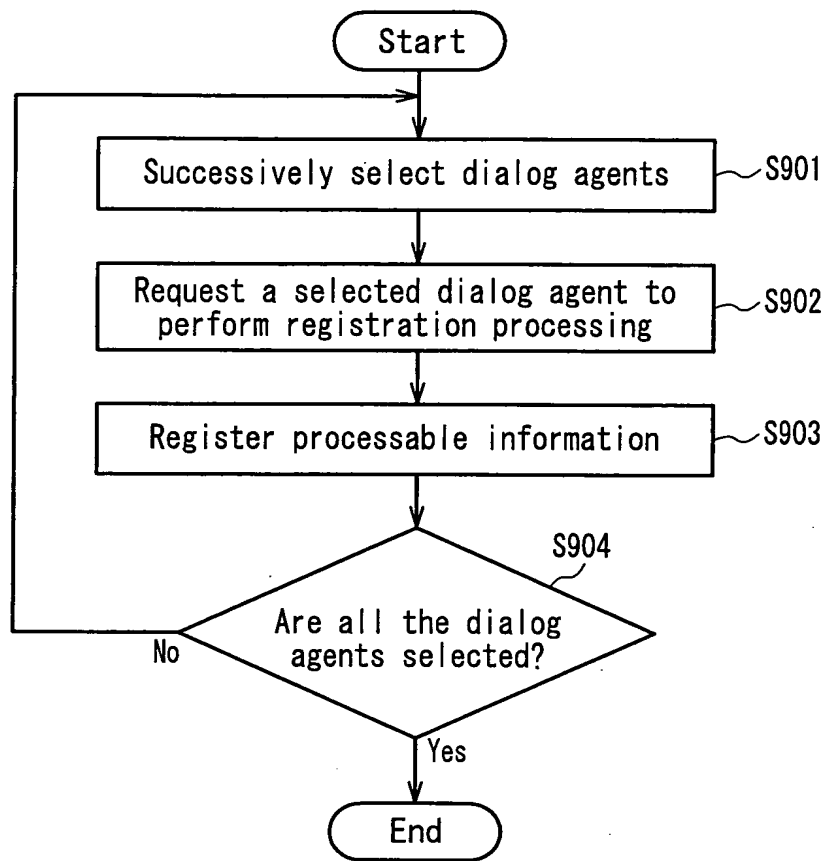 Start
Successively select dialog agents
S901
Request a selected dialog agent to
perform registration processing
S902
Register processable information
S903
S904
Are all the dialog
agents selected?
No
Yes
End